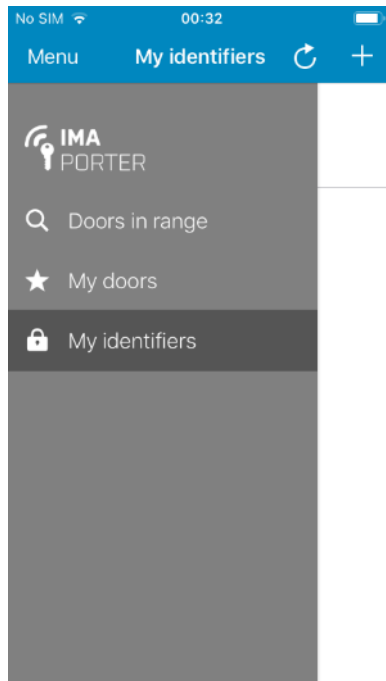 No SIM 00:32
Menu My identifiers
IMA
PORTER
Doors in range
My doors
My identifiers